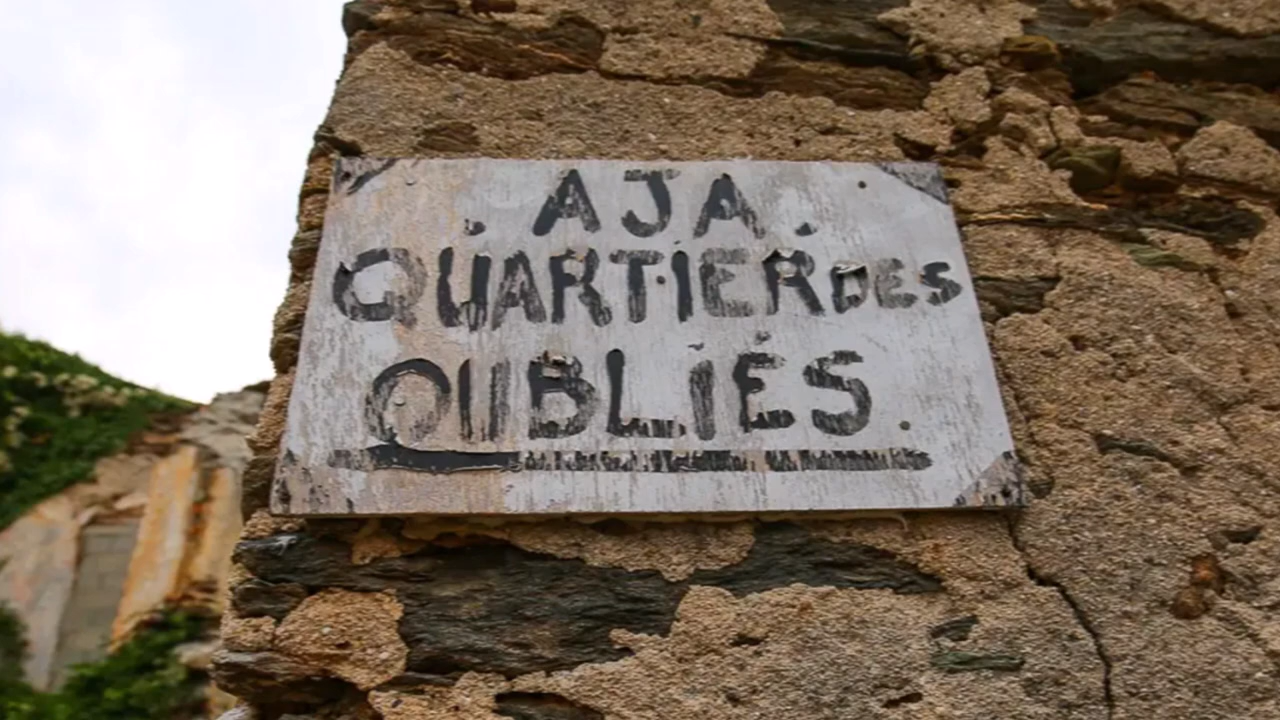 . AJA .
QUARTIER DES
OUBLIÉS.